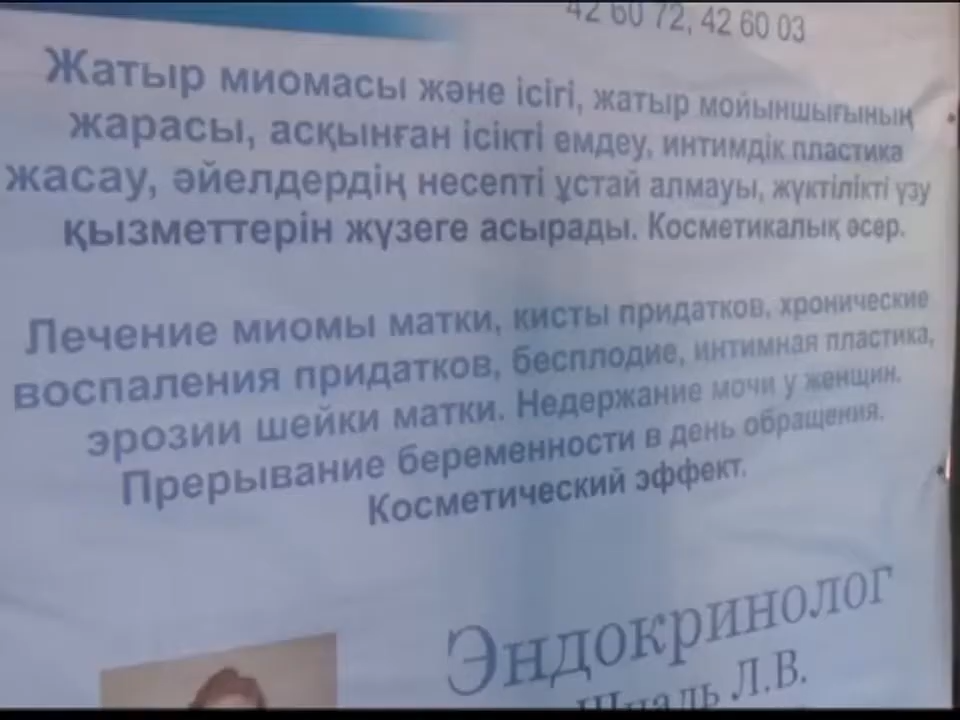 42 60 72, 42 60 03
Жатыр миомасы және ісігі, жатыр мойыншығының
жарасы, асқынған ісікті емдеу, интимдік пластика
жасау, әйелдердің несепті ұстай алмауы, жүктілікті үзу
қызметтерін жүзеге асырады. Косметикалық әсер.
Лечение миомы матки, кисты придатков, хронические
воспаления придатков, бесплодие, интимная пластика,
эрозии шейки матки. Недержание мочи у женщин.
Прерывание беременности в день обращения.
Косметический эффект.
Эндокринолог
Л.В.